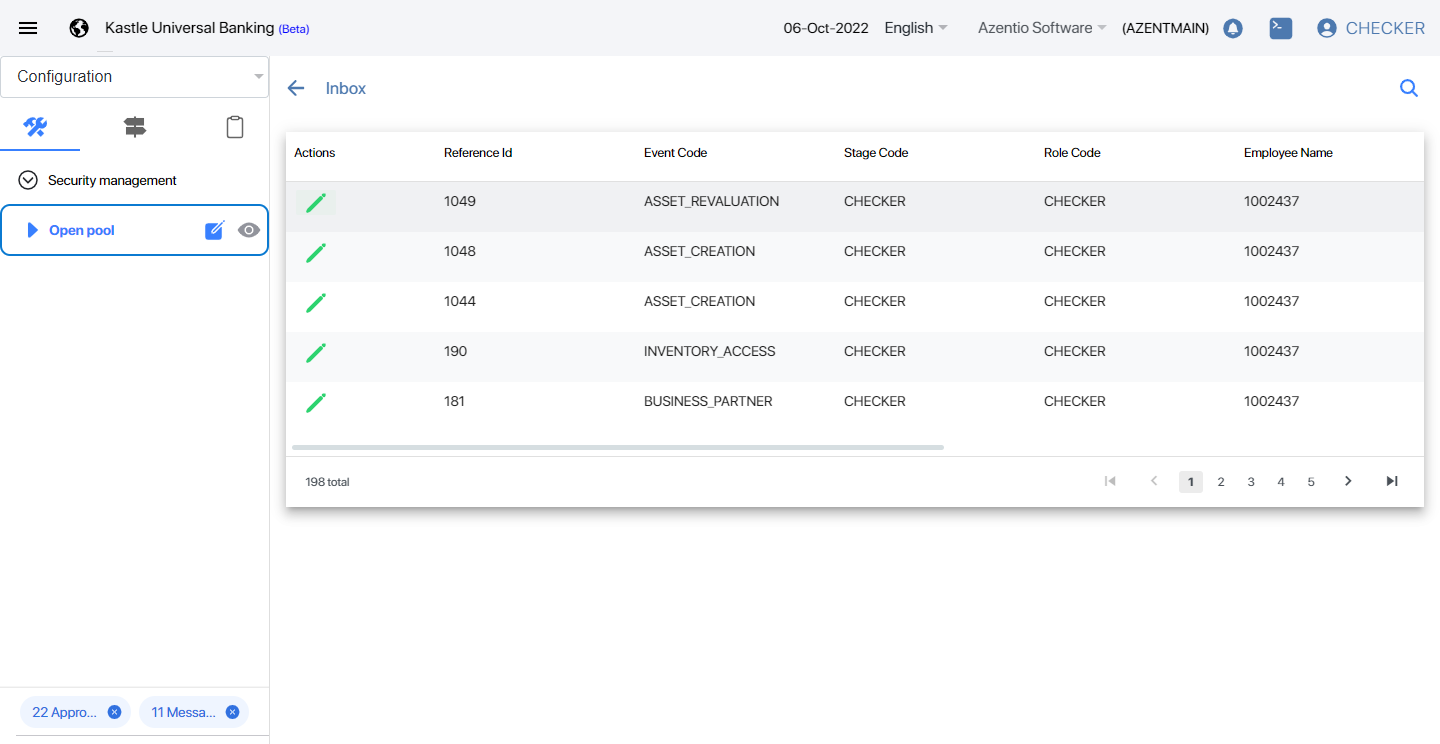 Kastle Universal Banking (Beta) 06-Oct-2022 English Azentio Software (AZENTMAIN) CHECKER
Configuration
Inbox
Security management
Open pool
Actions Reference Id Event Code Stage Code Role Code Employee Name
1049 ASSET_REVALUATION CHECKER CHECKER 1002437
1048 ASSET_CREATION CHECKER CHECKER 1002437
1044 ASSET_CREATION CHECKER CHECKER 1002437
190 INVENTORY_ACCESS CHECKER CHECKER 1002437
181 BUSINESS_PARTNER CHECKER CHECKER 1002437
198 total 1 2 3 4 5
22 Appro... 11 Messa...